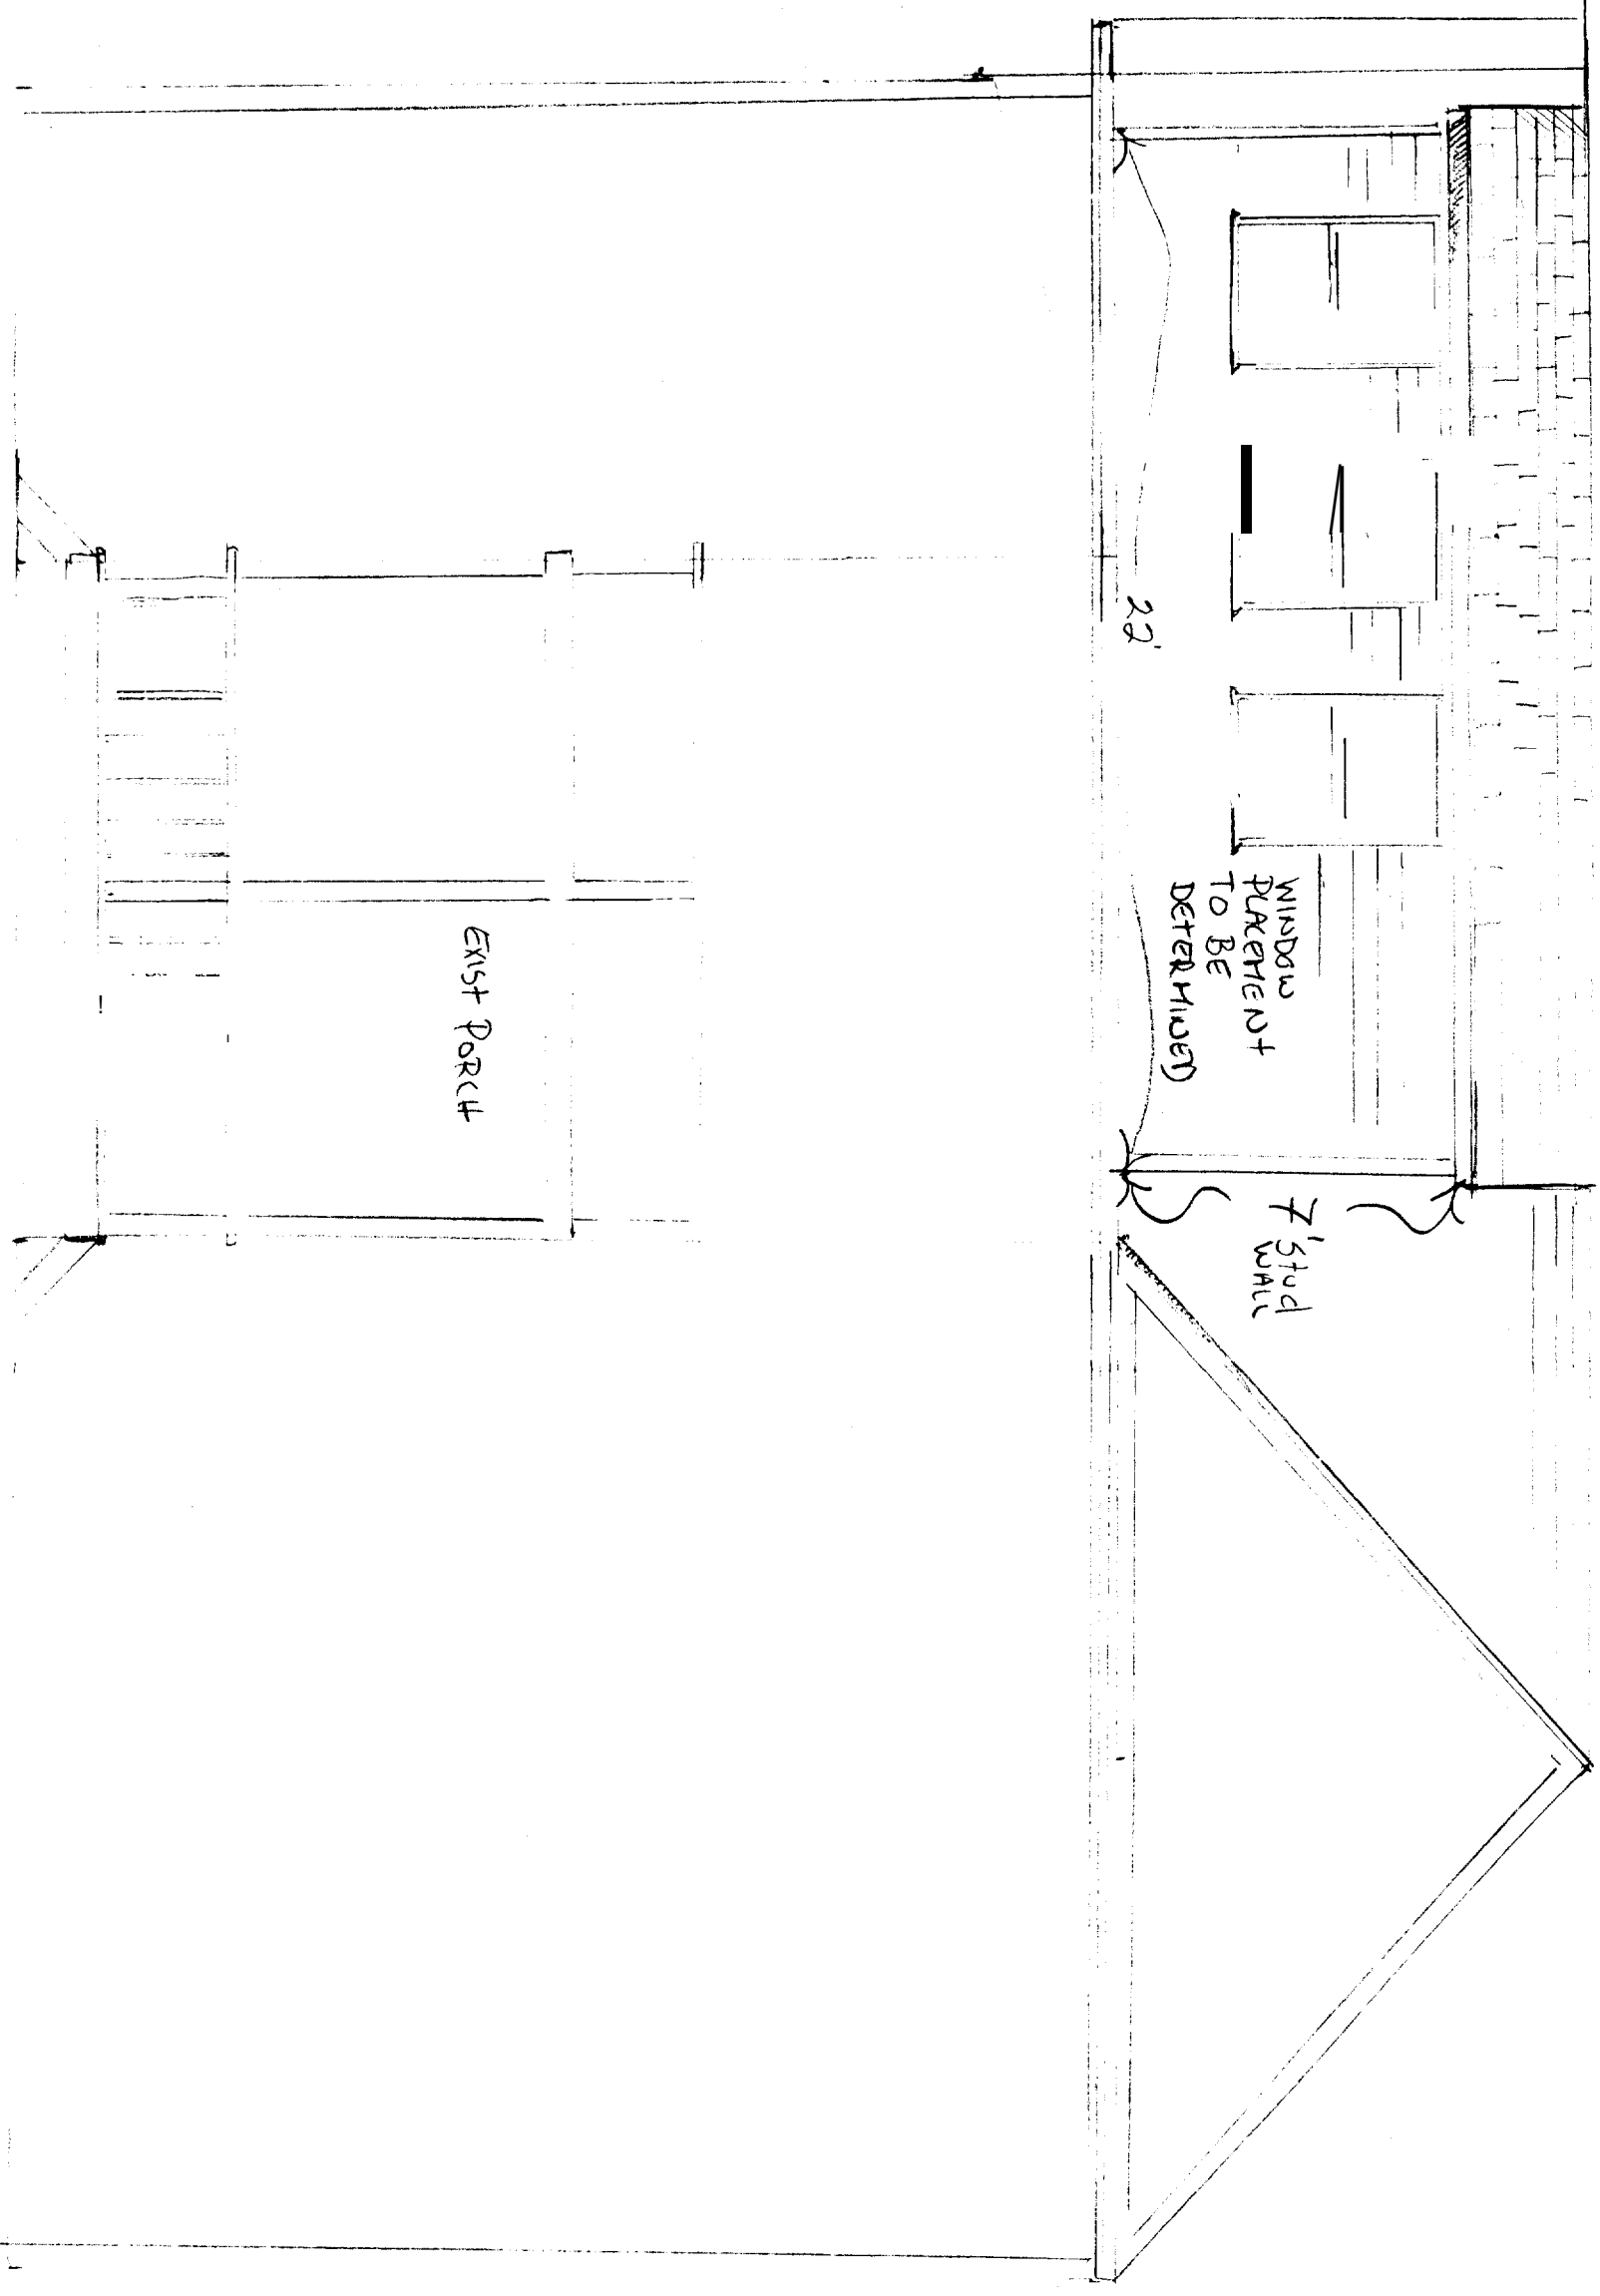 WINDOW
PLACEMENT
TO BE
DETERMINED
22'
7' Stud
WALL
EXIST PORCH